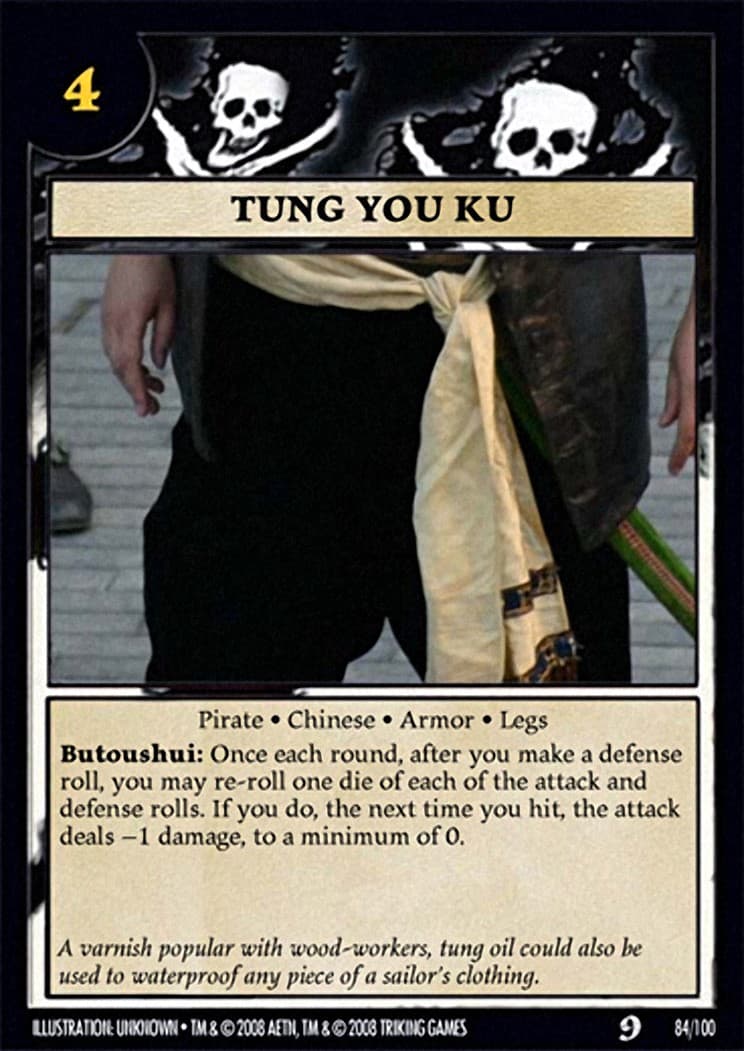 4
TUNG YOU KU
Pirate • Chinese • Armor • Legs
Butoushui: Once each round, after you make a defense
roll, you may re-roll one die of each of the attack and
defense rolls. If you do, the next time you hit, the attack
deals –1 damage, to a minimum of 0.
A varnish popular with wood-workers, tung oil could also be
used to waterproof any piece of a sailor's clothing.
ILLUSTRATION: UNKNOWN • TM & © 2008 AETN, TM & © 2008 TRIKING GAMES
9 84/100